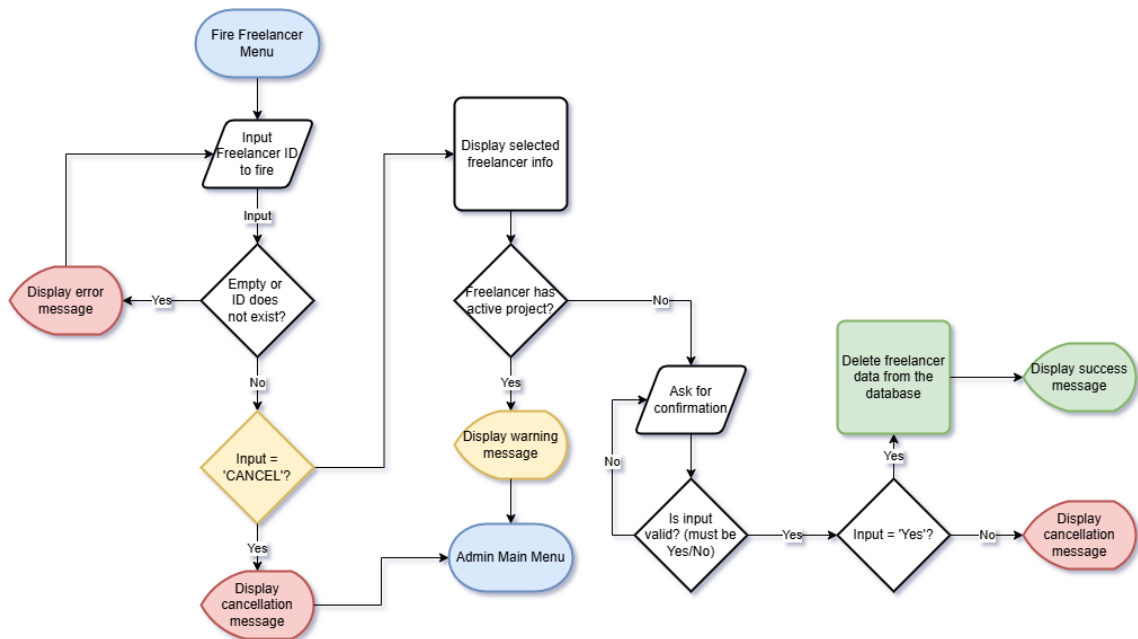 Fire Freelancer
Menu
Input
Freelancer ID
to fire
Input
Empty or
ID does
not exist?
Yes
Display error
message
No
Input =
'CANCEL'?
Yes
Display
cancellation
message
Display selected
freelancer info
Freelancer has
active project?
Yes
Display warning
message
Admin Main Menu
No
Ask for
confirmation
No
Is input
valid? (must be
Yes/No)
Yes
Input = 'Yes'?
Yes
Delete freelancer
data from the
database
Display success
message
No
Display
cancellation
message